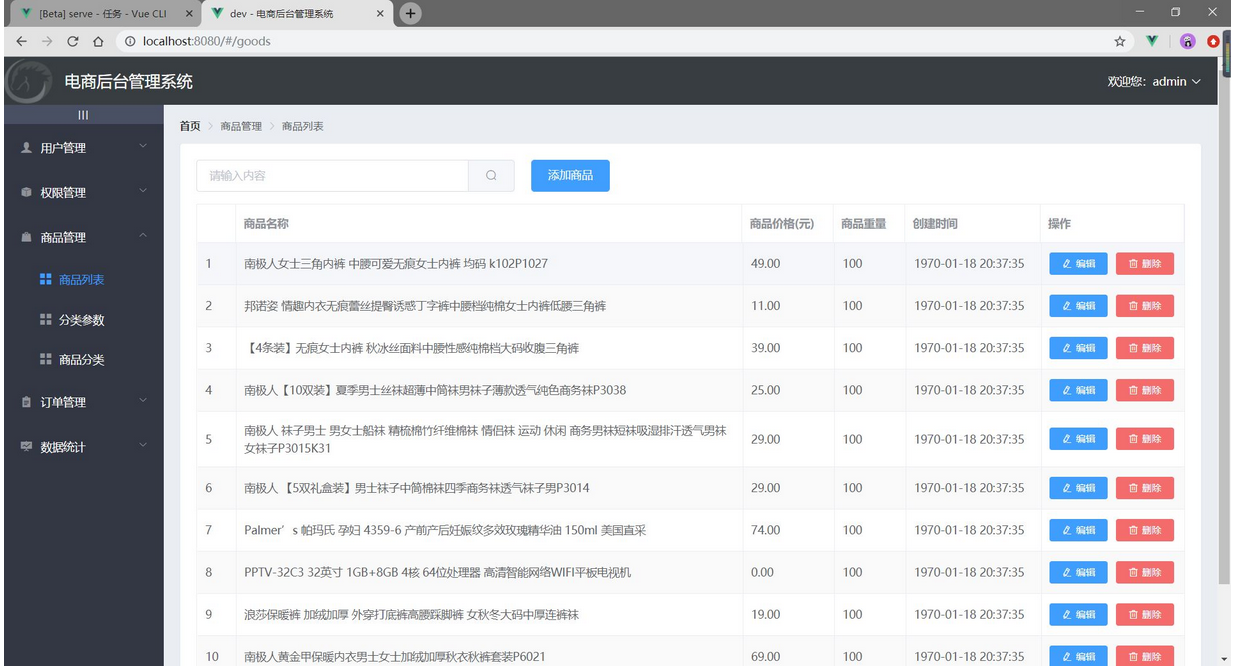 [Beta] serve - 任务 - Vue CLI
dev - 电商后台管理系统
localhost:8080/#/goods
电商后台管理系统
欢迎您: admin
|||
首页 > 商品管理 > 商品列表
用户管理
权限管理
商品管理
商品列表
分类参数
商品分类
订单管理
数据统计
请输入内容
添加商品
商品名称 商品价格(元) 商品重量 创建时间 操作
1 南极人女士三角内裤 中腰可爱无痕女士内裤 均码 k102P1027 49.00 100 1970-01-18 20:37:35 编辑 删除
2 邦诺姿 情趣内衣无痕蕾丝提臀诱惑丁字裤中腰档纯棉女士内裤低腰三角裤 11.00 100 1970-01-18 20:37:35 编辑 删除
3 【4条装】无痕女士内裤 秋冰丝面料中腰性感纯棉档大码收腹三角裤 39.00 100 1970-01-18 20:37:35 编辑 删除
4 南极人【10双装】夏季男士丝袜超薄中筒袜男袜子薄款透气纯色商务袜P3038 25.00 100 1970-01-18 20:37:35 编辑 删除
5 南极人 袜子男士 男女士船袜 精梳棉竹纤维棉袜 情侣袜 运动 休闲 商务男袜短袜吸湿排汗透气男袜
女袜子P3015K31 29.00 100 1970-01-18 20:37:35 编辑 删除
6 南极人 【5双礼盒装】男士袜子中筒棉袜四季商务袜透气袜子男P3014 29.00 100 1970-01-18 20:37:35 编辑 删除
7 Palmer’s 帕玛氏 孕妇 4359-6 产前产后妊娠纹多效玫瑰精华油 150ml 美国直采 74.00 100 1970-01-18 20:37:35 编辑 删除
8 PPTV-32C3 32英寸 1GB+8GB 4核 64位处理器 高清智能网络WIFI平板电视机 0.00 100 1970-01-18 20:37:35 编辑 删除
9 浪莎保暖裤 加绒加厚 外穿打底裤高腰踩脚裤 女秋冬大码中厚连裤袜 19.00 100 1970-01-18 20:37:35 编辑 删除
10 南极人黄金甲保暖内衣男士女士加绒加厚秋衣秋裤套装P6021 69.00 100 1970-01-18 20:37:35 编辑 删除